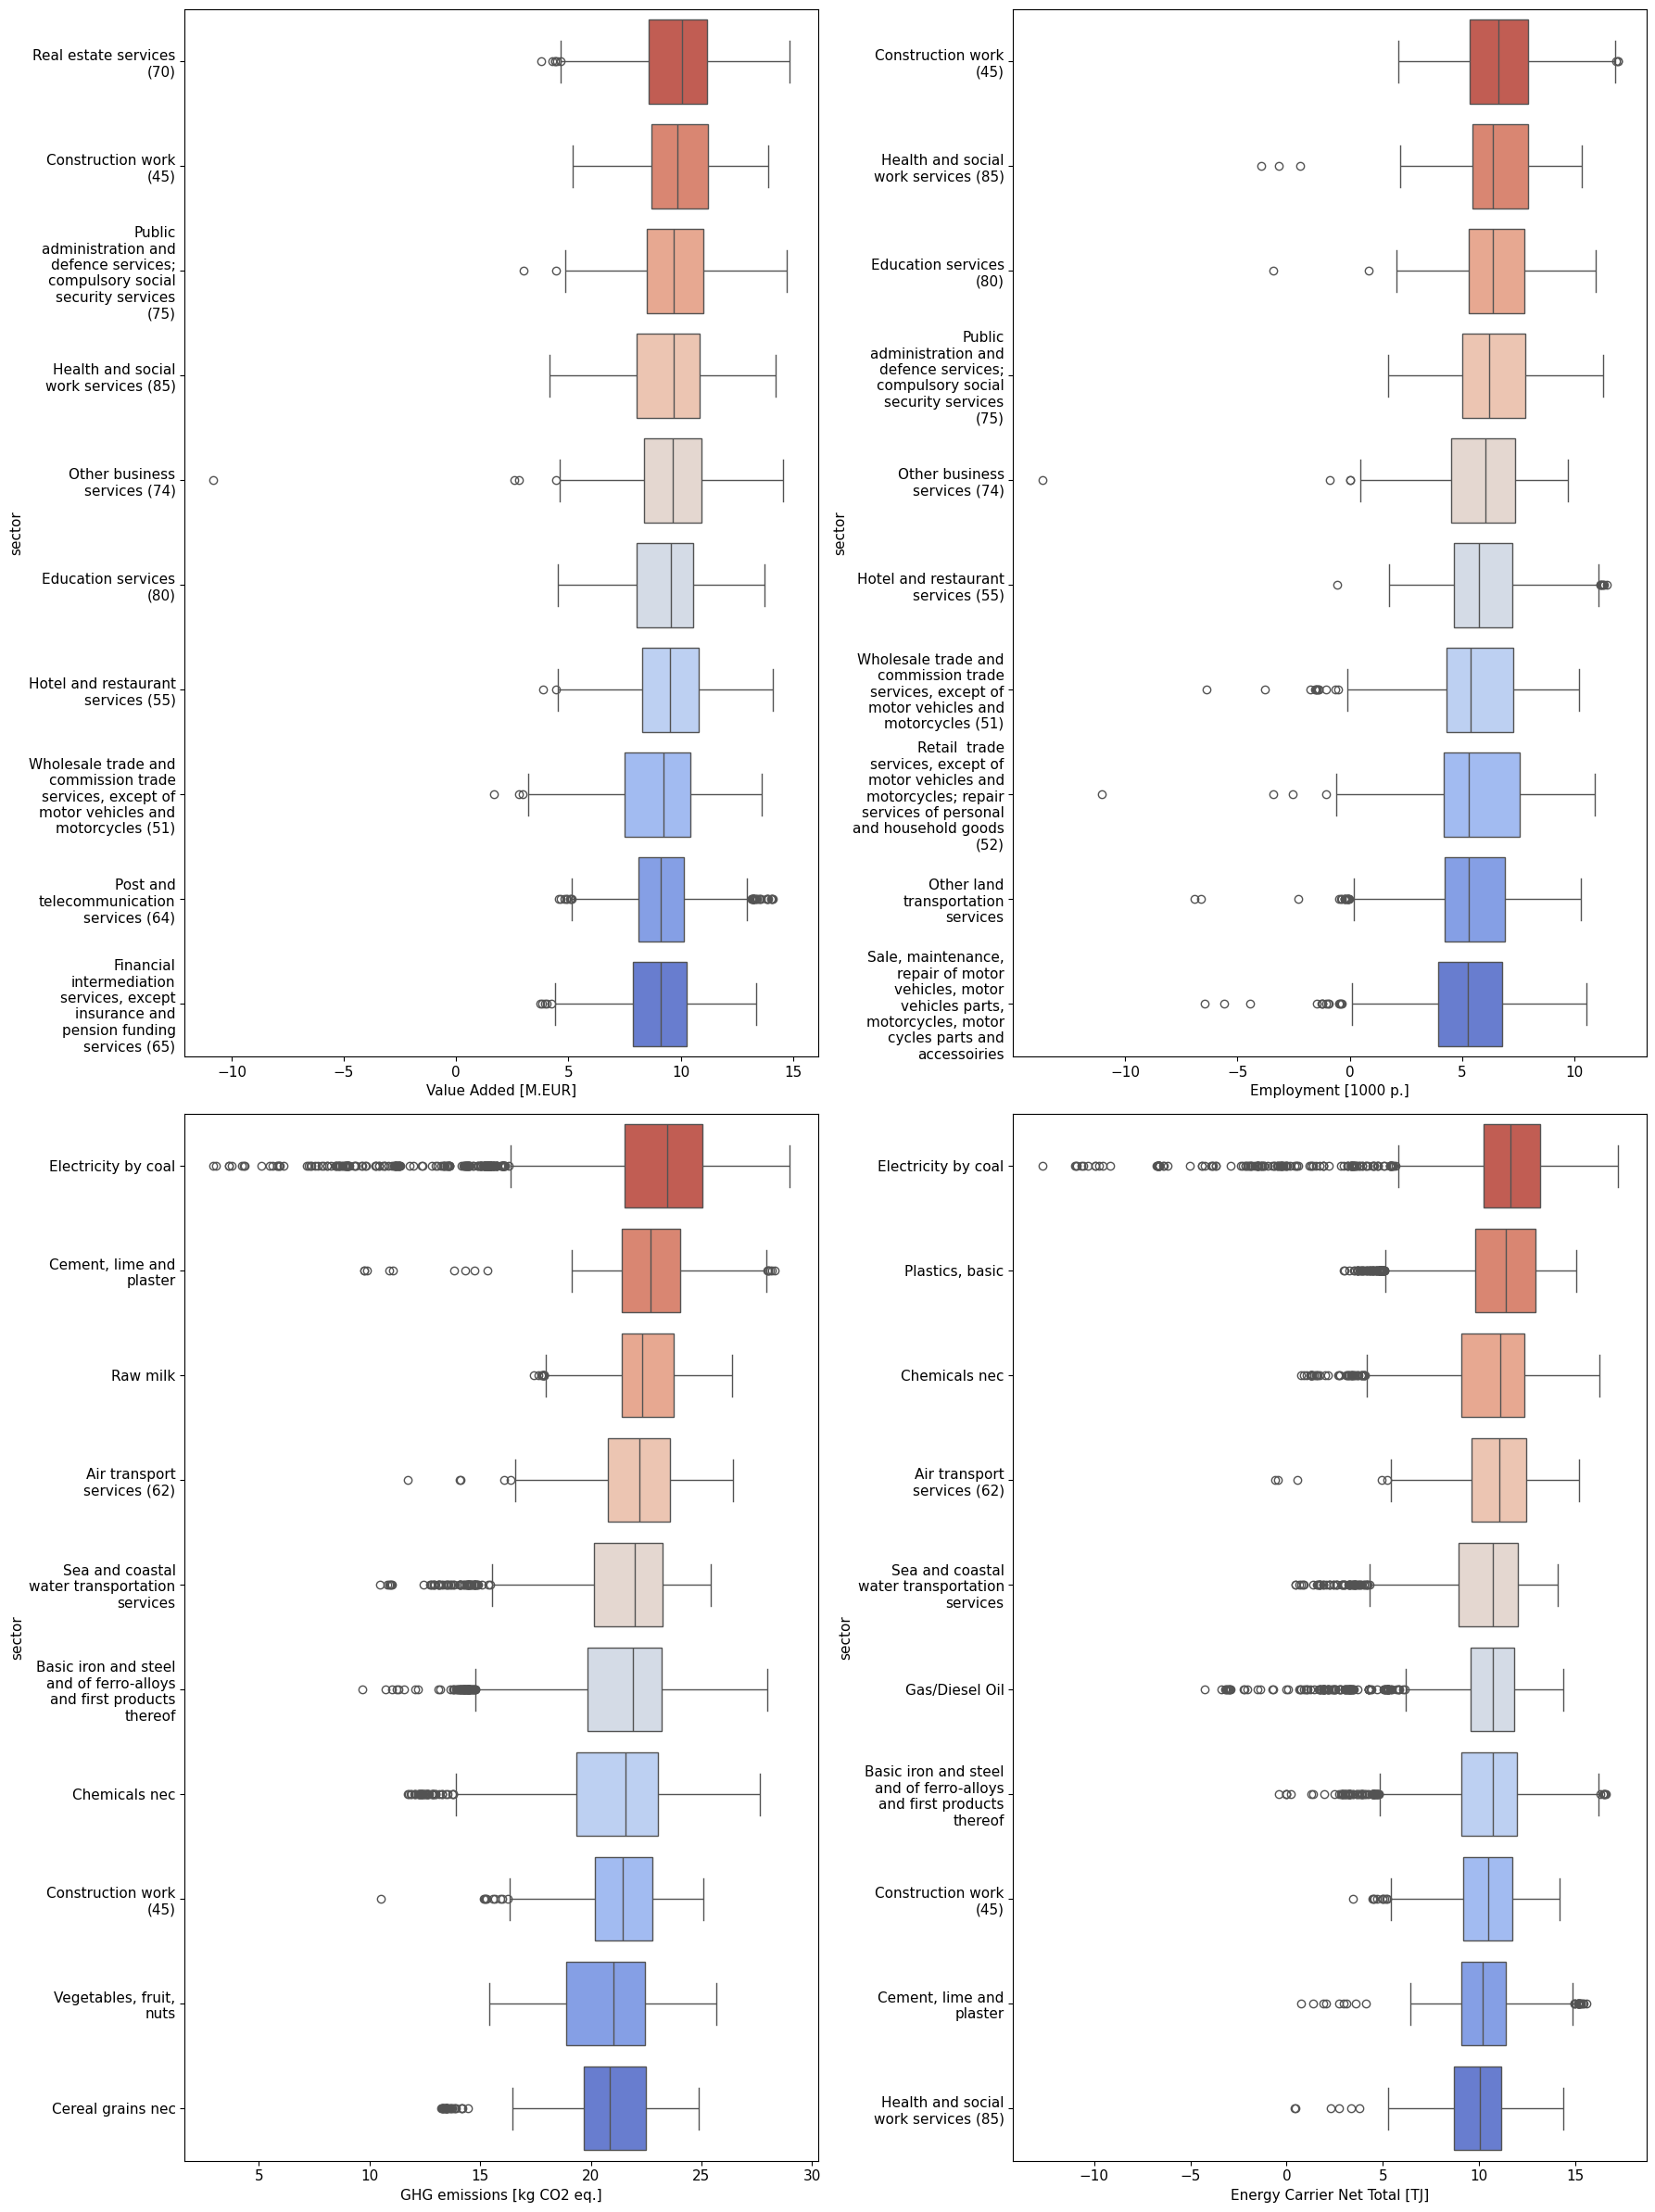 Real estate services
(70)
Construction work
(45)
Public
administration and
defence services;
compulsory social
security services
(75)
Health and social
work services (85)
Other business
services (74)
Education services
(80)
Hotel and restaurant
services (55)
Wholesale trade and
commission trade
services, except of
motor vehicles and
motorcycles (51)
Post and
telecommunication
services (64)
Financial
intermediation
services, except
insurance and
pension funding
services (65)
sector
−10
−5
0
5
10
15
Value Added [M.EUR]
Construction work
(45)
Health and social
work services (85)
Education services
(80)
Public
administration and
defence services;
compulsory social
security services
(75)
Other business
services (74)
Hotel and restaurant
services (55)
Wholesale trade and
commission trade
services, except of
motor vehicles and
motorcycles (51)
Retail  trade
services, except of
motor vehicles and
motorcycles; repair
services of personal
and household goods
(52)
Other land
transportation
services
Sale, maintenance,
repair of motor
vehicles, motor
vehicles parts,
motorcycles, motor
cycles parts and
accessoiries
sector
−10
−5
0
5
10
Employment [1000 p.]
Electricity by coal
Cement, lime and
plaster
Raw milk
Air transport
services (62)
Sea and coastal
water transportation
services
Basic iron and steel
and of ferro-alloys
and first products
thereof
Chemicals nec
Construction work
(45)
Vegetables, fruit,
nuts
Cereal grains nec
sector
5
10
15
20
25
30
GHG emissions [kg CO2 eq.]
Electricity by coal
Plastics, basic
Chemicals nec
Air transport
services (62)
Sea and coastal
water transportation
services
Gas/Diesel Oil
Basic iron and steel
and of ferro-alloys
and first products
thereof
Construction work
(45)
Cement, lime and
plaster
Health and social
work services (85)
sector
−10
−5
0
5
10
15
Energy Carrier Net Total [TJ]